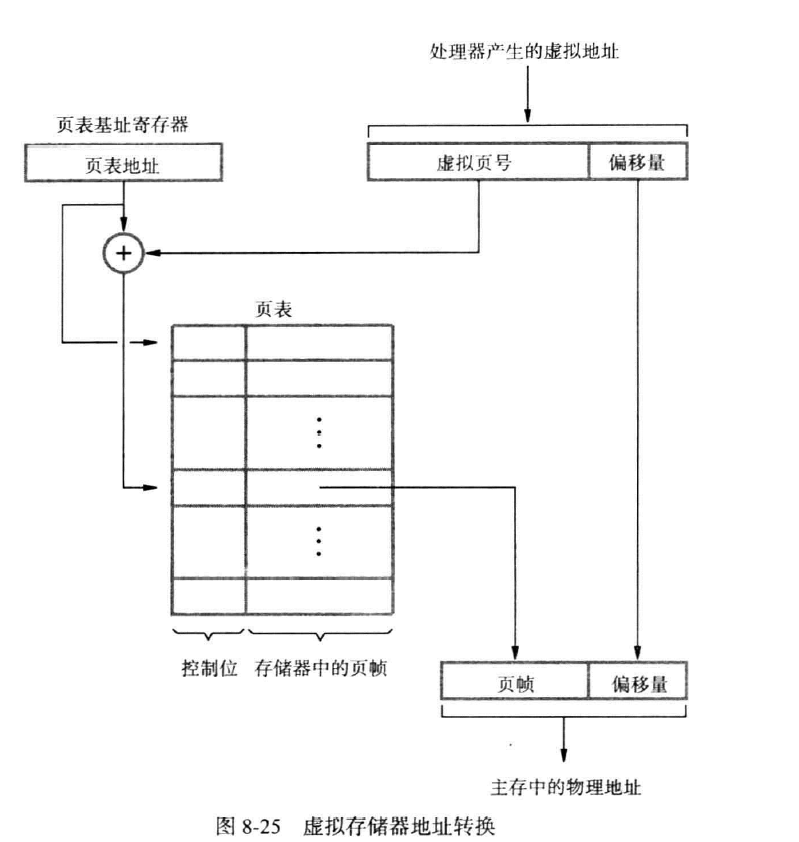 处理器产生的虚拟地址
页表基址寄存器
页表地址
虚拟页号
偏移量
+
页表
控制位
存储器中的页帧
页帧
偏移量
主存中的物理地址
图 8-25 虚拟存储器地址转换